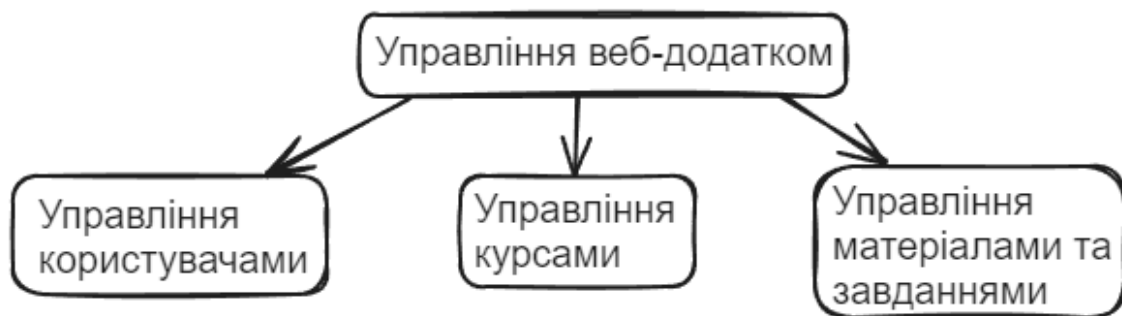 Управління веб-додатком
Управління
користувачами
Управління
курсами
Управління
матеріалами та
завданнями